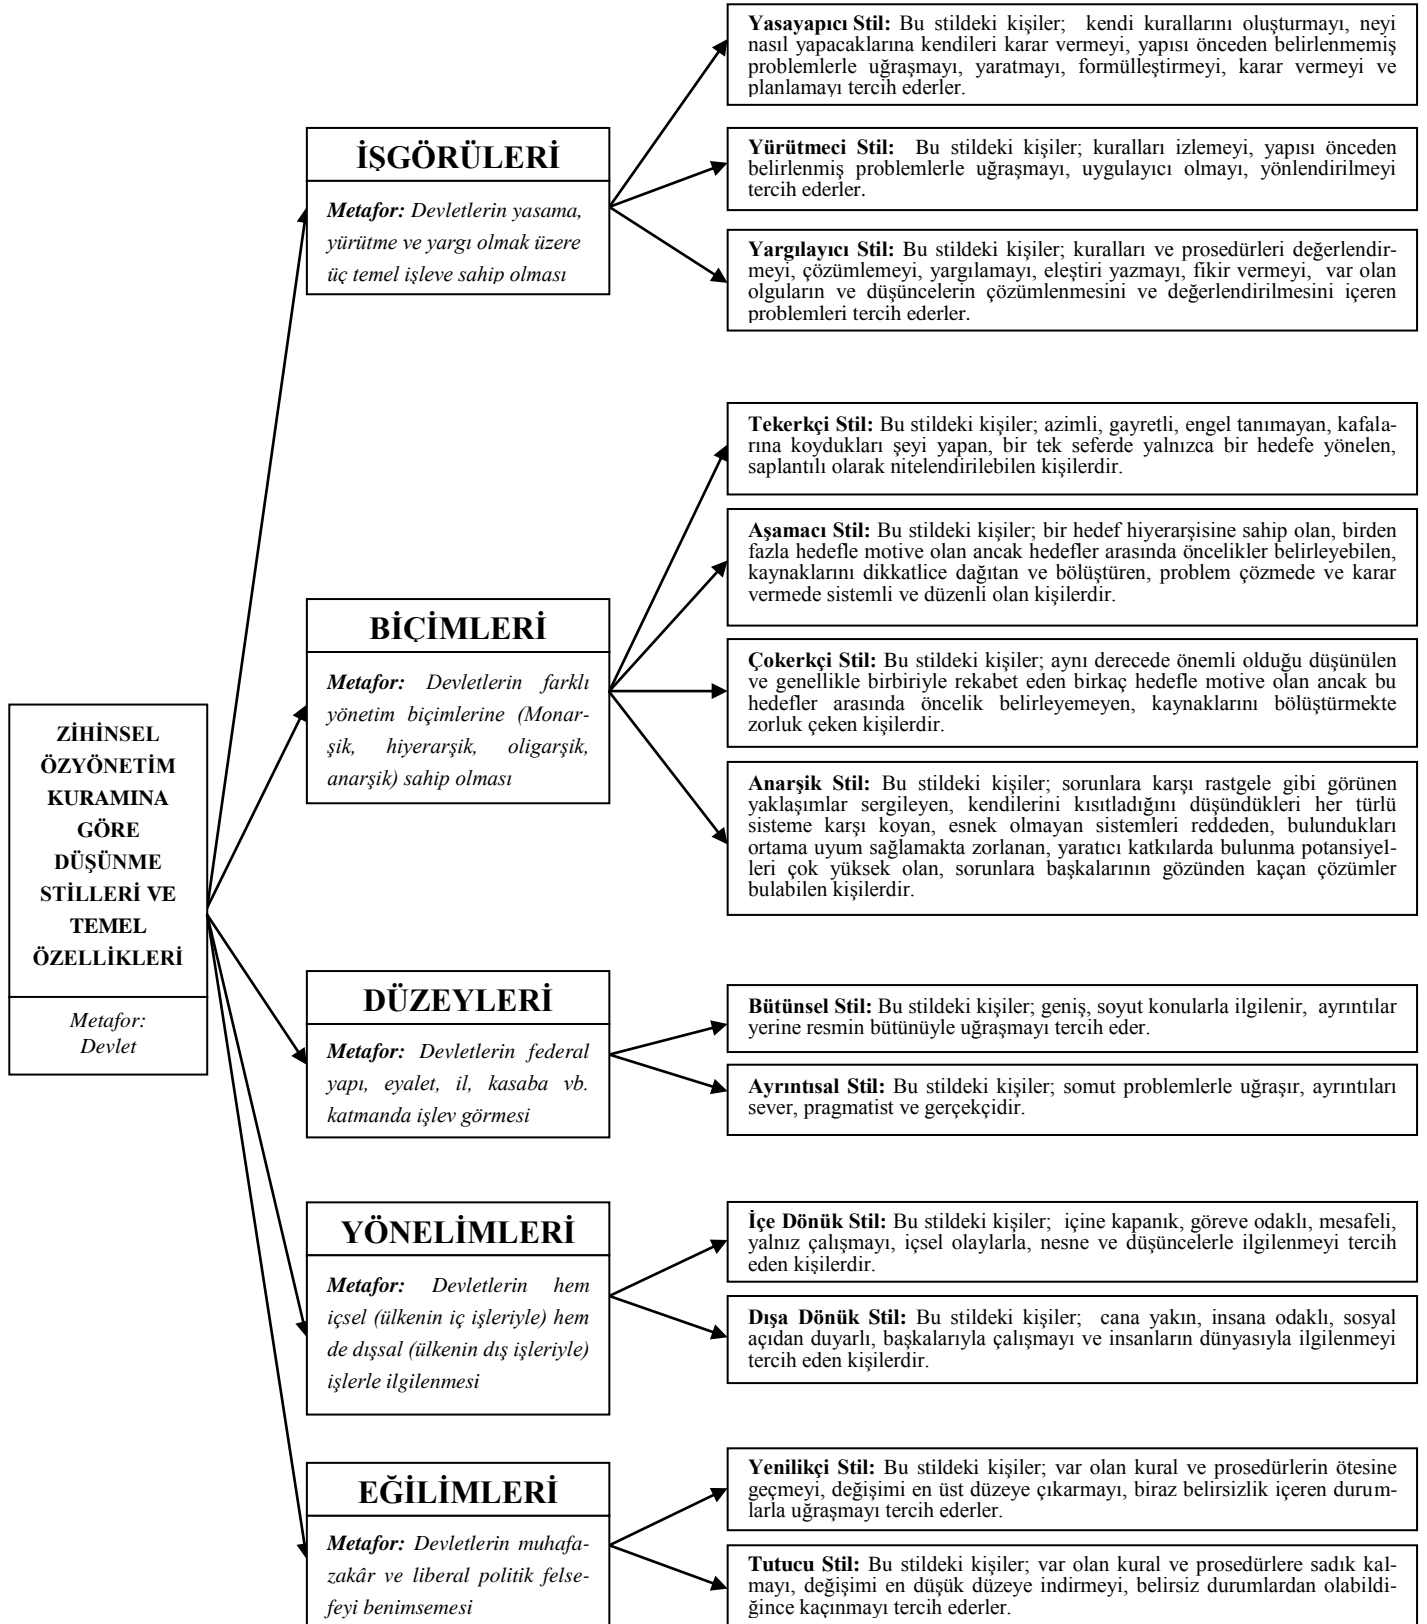 ZİHİNSEL
ÖZYÖNETİM
KURAMINA
GÖRE
DÜŞÜNME
STİLLERİ VE
TEMEL
ÖZELLİKLERİ
Metafor:
Devlet
İŞGÖRÜLERİ
Metafor: Devletlerin yasama,
yürütme ve yargı olmak üzere
üç temel işleve sahip olması
Yasayapıcı Stil: Bu stildeki kişiler; kendi kurallarını oluşturmayı, neyi
nasıl yapacaklarına kendileri karar vermeyi, yapısı önceden belirlenmemiş
problemlerle uğraşmayı, yaratmayı, formülleştirmeyi, karar vermeyi ve
planlamayı tercih ederler.
Yürütmeci Stil: Bu stildeki kişiler; kuralları izlemeyi, yapısı önceden
belirlenmiş problemlerle uğraşmayı, uygulayıcı olmayı, yönlendirilmeyi
tercih ederler.
Yargılayıcı Stil: Bu stildeki kişiler; kuralları ve prosedürleri değerlendir-
meyi, çözümlemeyi, yargılamayı, eleştiri yazmayı, fikir vermeyi, var olan
olguların ve düşüncelerin çözümlenmesini ve değerlendirilmesini içeren
problemleri tercih ederler.
BİÇİMLERİ
Metafor: Devletlerin farklı
yönetim biçimlerine (Monar-
şik, hiyerarşik, oligarşik,
anarşik) sahip olması
Tekerkçi Stil: Bu stildeki kişiler; azimli, gayretli, engel tanımayan, kafala-
rına koydukları şeyi yapan, bir tek seferde yalnızca bir hedefe yönelen,
saplantılı olarak nitelendirilebilen kişilerdir.
Aşamacı Stil: Bu stildeki kişiler; bir hedef hiyerarşisine sahip olan, birden
fazla hedefle motive olan ancak hedefler arasında öncelikler belirleyebilen,
kaynaklarını dikkatlice dağıtan ve bölüştüren, problem çözmede ve karar
vermede sistemli ve düzenli olan kişilerdir.
Çokerkçi Stil: Bu stildeki kişiler; aynı derecede önemli olduğu düşünülen
ve genellikle birbiriyle rekabet eden birkaç hedefle motive olan ancak bu
hedefler arasında öncelik belirleyemeyen, kaynaklarını bölüştürmekte
zorluk çeken kişilerdir.
Anarşik Stil: Bu stildeki kişiler; sorunlara karşı rastgele gibi görünen
yaklaşımlar sergileyen, kendilerini kısıtladığını düşündükleri her türlü
sisteme karşı koyan, esnek olmayan sistemleri reddeden, bulundukları
ortama uyum sağlamakta zorlanan, yaratıcı katkılarda bulunma potansiyel-
leri çok yüksek olan, sorunlara başkalarının gözünden kaçan çözümler
bulabilen kişilerdir.
DÜZEYLERİ
Metafor: Devletlerin federal
yapı, eyalet, il, kasaba vb.
katmanda işlev görmesi
Bütünsel Stil: Bu stildeki kişiler; geniş, soyut konularla ilgilenir, ayrıntılar
yerine resmin bütünüyle uğraşmayı tercih eder.
Ayrıntısal Stil: Bu stildeki kişiler; somut problemlerle uğraşır, ayrıntıları
sever, pragmatist ve gerçekçidir.
YÖNELİMLERİ
Metafor: Devletlerin hem
içsel (ülkenin iç işleriyle) hem
de dışsal (ülkenin dış işleriyle)
işlerle ilgilenmesi
İçe Dönük Stil: Bu stildeki kişiler; içine kapanık, göreve odaklı, mesafeli,
yalnız çalışmayı, içsel olaylarla, nesne ve düşüncelerle ilgilenmeyi tercih
eden kişilerdir.
Dışa Dönük Stil: Bu stildeki kişiler; cana yakın, insana odaklı, sosyal
açıdan duyarlı, başkalarıyla çalışmayı ve insanların dünyasıyla ilgilenmeyi
tercih eden kişilerdir.
EĞİLİMLERİ
Metafor: Devletlerin muhafa-
zakâr ve liberal politik felse-
feyi benimsemesi
Yenilikçi Stil: Bu stildeki kişiler; var olan kural ve prosedürlerin ötesine
geçmeyi, değişimi en üst düzeye çıkarmayı, biraz belirsizlik içeren durum-
larla uğraşmayı tercih ederler.
Tutucu Stil: Bu stildeki kişiler; var olan kural ve prosedürlere sadık kal-
mayı, değişimi en düşük düzeye indirmeyi, belirsiz durumlardan olabildi-
ğince kaçınmayı tercih ederler.